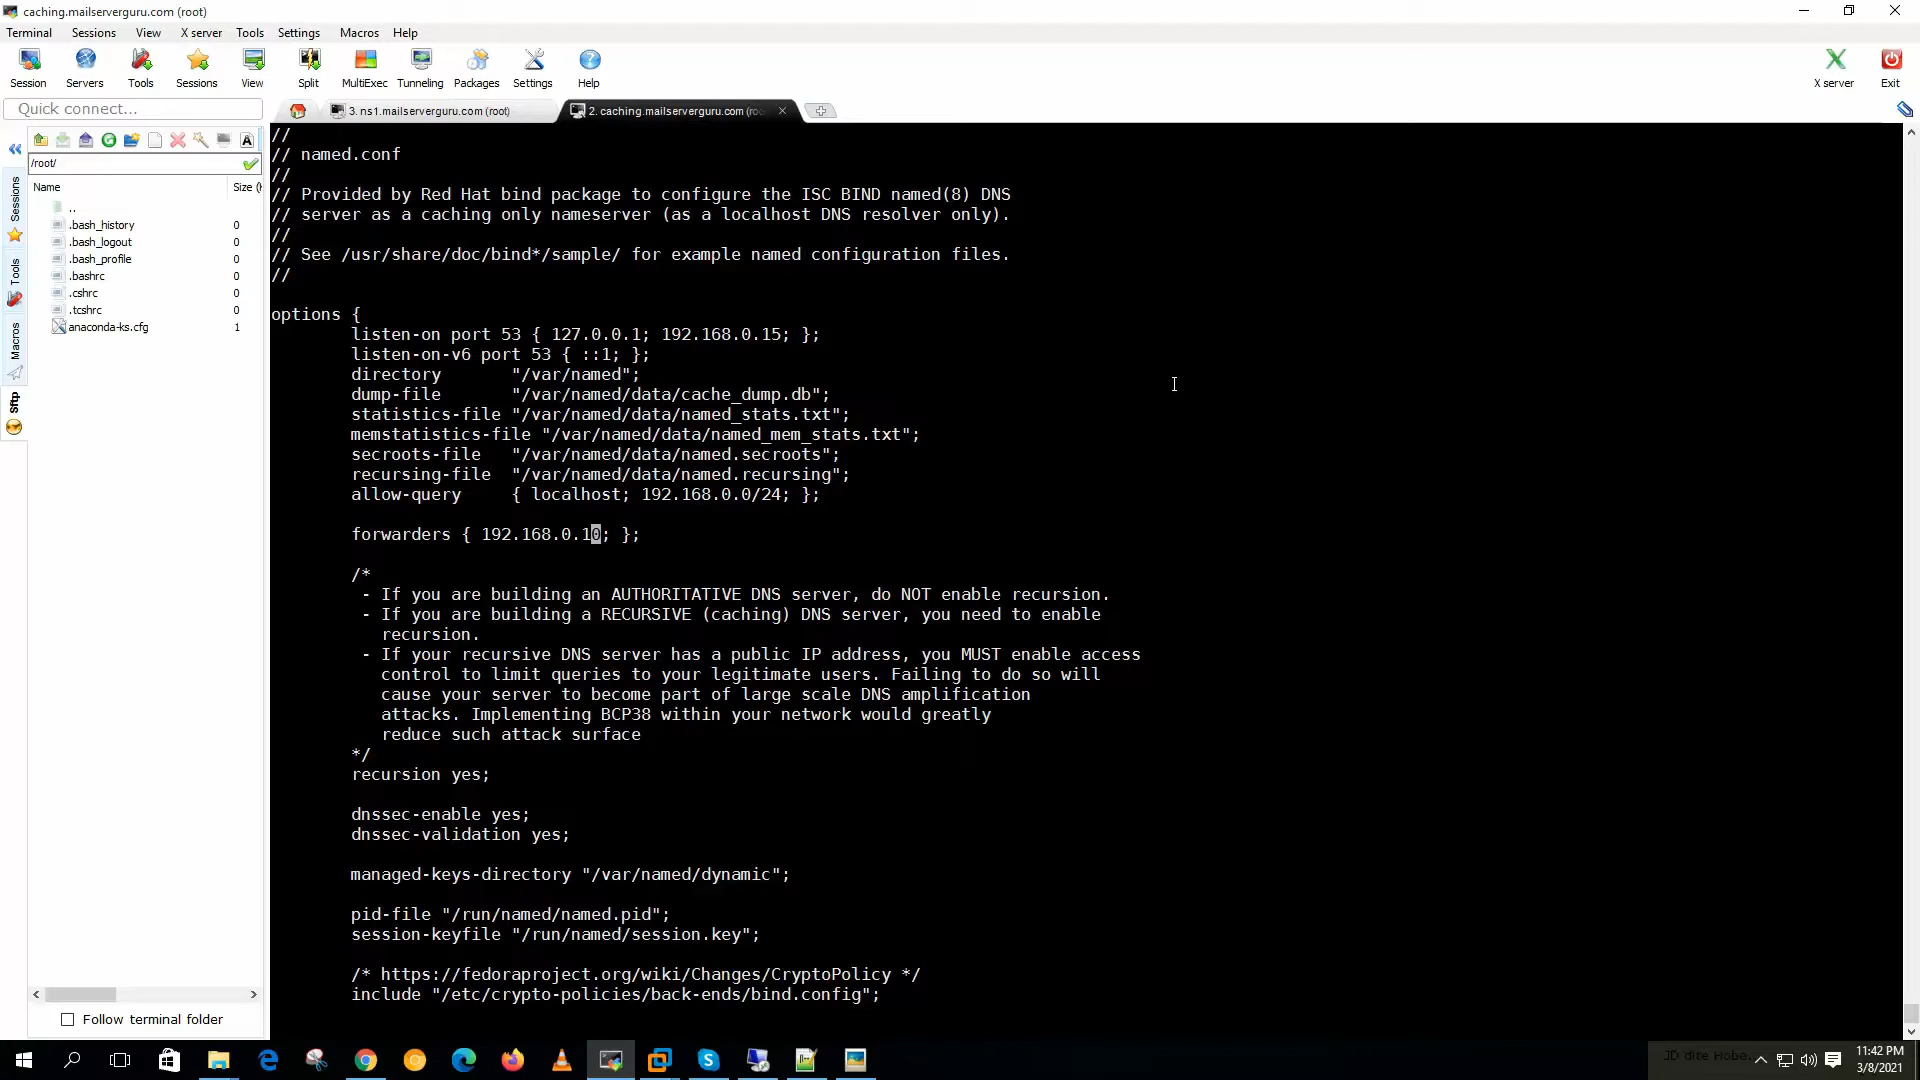 caching.mailserverguru.com (root)
Terminal Sessions View X server Tools Settings Macros Help
Session Servers Tools Sessions View Split MultiExec Tunneling Packages Settings Help X server Exit
Quick connect...
3. ns1.mailserverguru.com (root)
2. caching.mailserverguru.com (ro
/root/
Name Size (
..
.bash_history 0
.bash_logout 0
.bash_profile 0
.bashrc 0
.cshrc 0
.tcshrc 0
anaconda-ks.cfg 1
Sessions
Tools
Macros
Sftp
Follow terminal folder
//
// named.conf
//
// Provided by Red Hat bind package to configure the ISC BIND named(8) DNS
// server as a caching only nameserver (as a localhost DNS resolver only).
//
// See /usr/share/doc/bind*/sample/ for example named configuration files.
//
options {
listen-on port 53 { 127.0.0.1; 192.168.0.15; };
listen-on-v6 port 53 { ::1; };
directory "/var/named";
dump-file "/var/named/data/cache_dump.db";
statistics-file "/var/named/data/named_stats.txt";
memstatistics-file "/var/named/data/named_mem_stats.txt";
secroots-file "/var/named/data/named.secroots";
recursing-file "/var/named/data/named.recursing";
allow-query { localhost; 192.168.0.0/24; };
forwarders { 192.168.0.10; };
/*
- If you are building an AUTHORITATIVE DNS server, do NOT enable recursion.
- If you are building a RECURSIVE (caching) DNS server, you need to enable
recursion.
- If your recursive DNS server has a public IP address, you MUST enable access
control to limit queries to your legitimate users. Failing to do so will
cause your server to become part of large scale DNS amplification
attacks. Implementing BCP38 within your network would greatly
reduce such attack surface
*/
recursion yes;
dnssec-enable yes;
dnssec-validation yes;
managed-keys-directory "/var/named/dynamic";
pid-file "/run/named/named.pid";
session-keyfile "/run/named/session.key";
/* https://fedoraproject.org/wiki/Changes/CryptoPolicy */
include "/etc/crypto-policies/back-ends/bind.config";
JD dite Hobe.
11:42 PM
3/8/2021